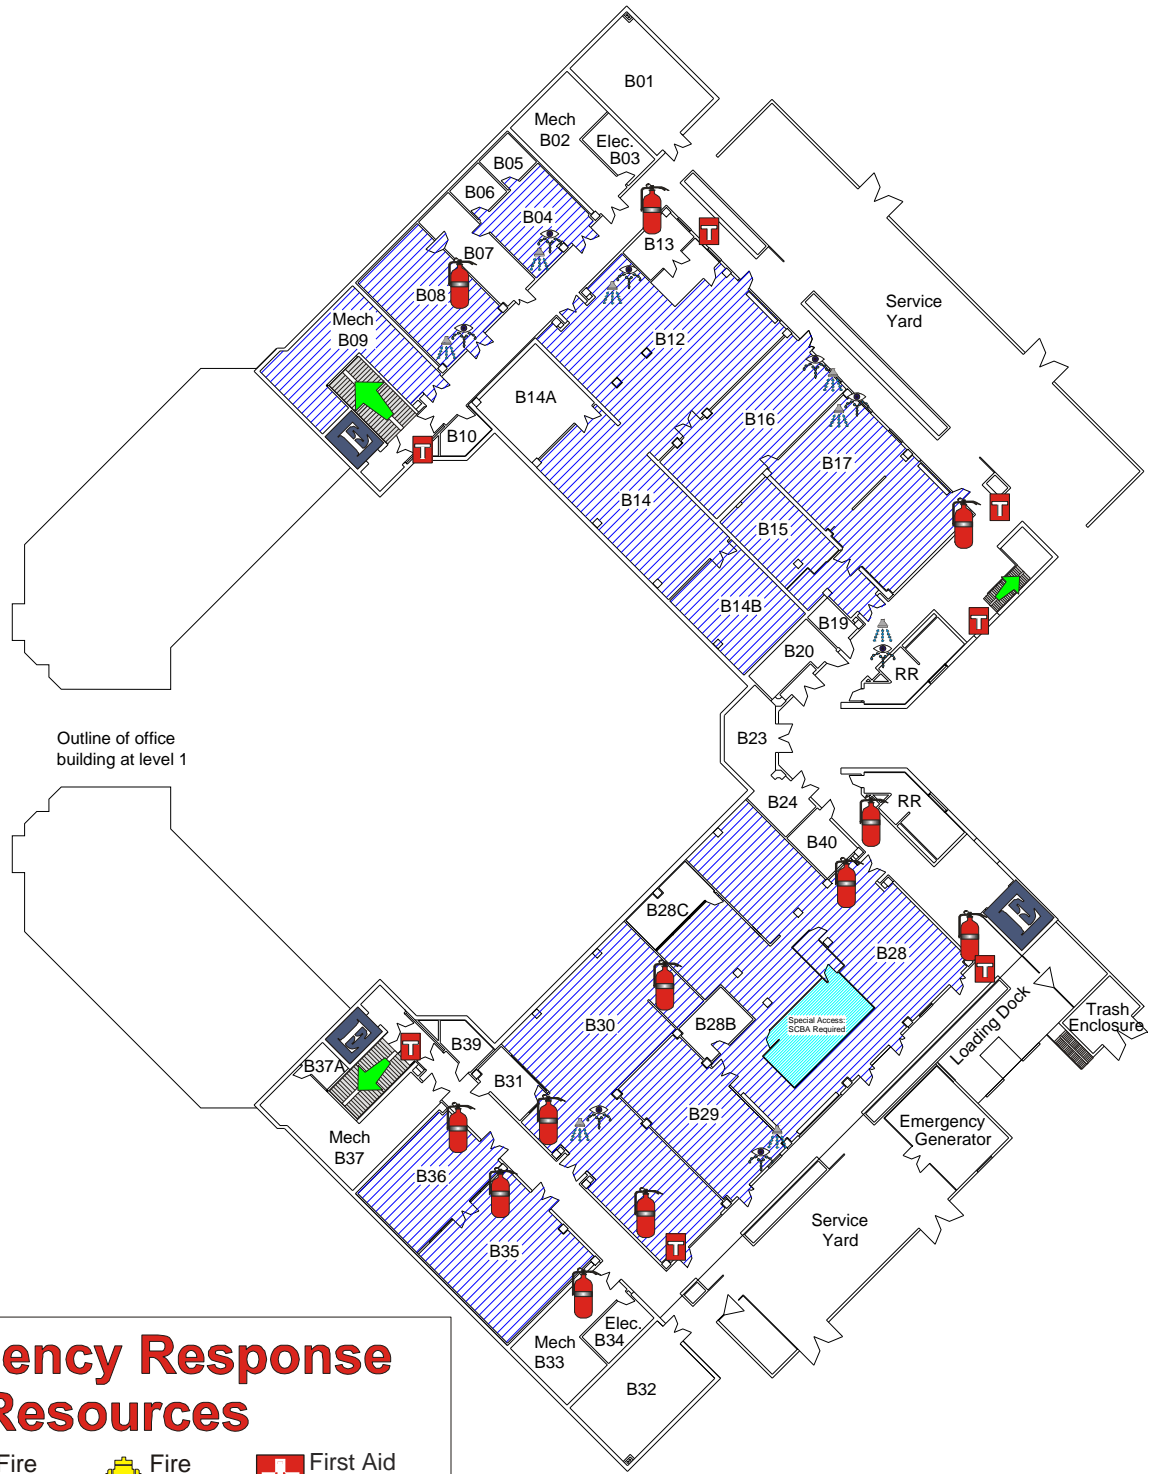 B01
Mech
B02
Elec.
B03
B05
B06
B04
B07
B13
T
B08
Service
Yard
Mech
B09
B12
B14A
B16
E
B10
T
B17
B14
B15
T
B14B
B19
T
B20
RR
Outline of office
building at level 1
B23
B24
RR
B40
B28C
E
B28
T
Special Access:
SCBA Required
B30
B28B
Loading Dock
Trash
Enclosure
E
T
B39
B37A
B31
B29
Emergency
Generator
Mech
B37
B36
Service
Yard
T
B35
Elec.
B34
Mech
B33
B32
ency Response
Resources
Fire
Fire
First Aid